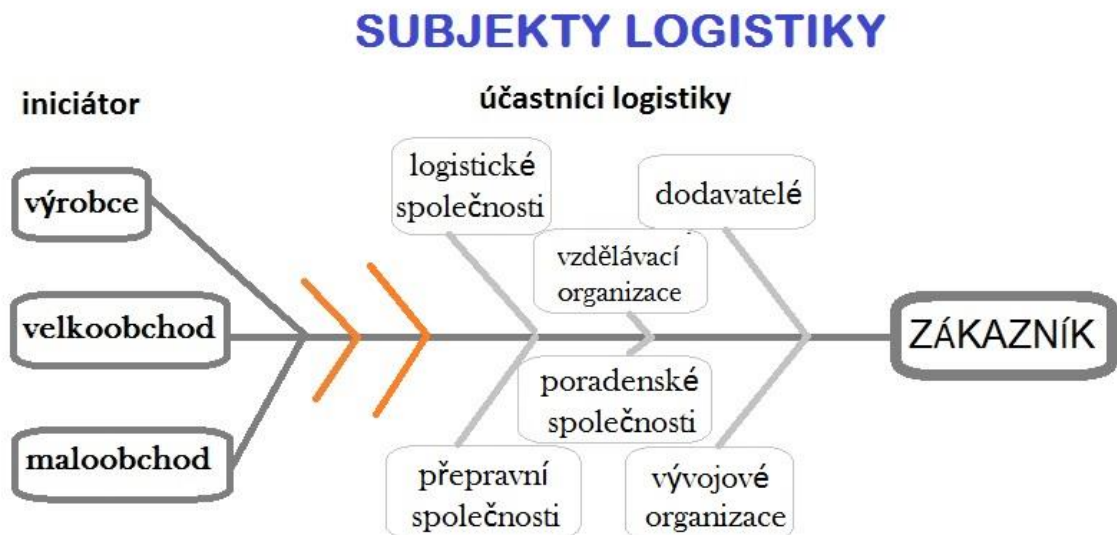 SUBJEKTY LOGISTIKY
iniciátor
účastníci logistiky
výrobce
velkoobchod
maloobchod
logistické
společnosti
dodavatelé
vzdělávací
organizace
poradenské
společnosti
přepravní
společnosti
vývojové
organizace
ZÁKAZNÍK